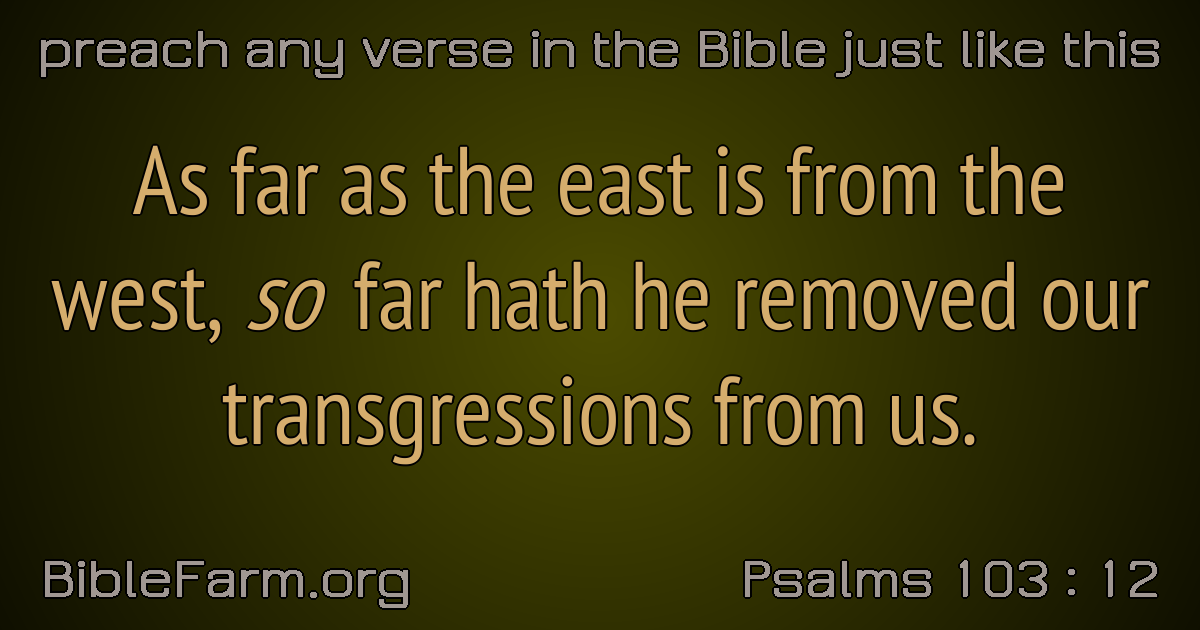 preach any verse in the Bible just like this
As far as the east is from the
west, so far hath he removed our
transgressions from us.
BibleFarm.org
Psalms 103 : 12